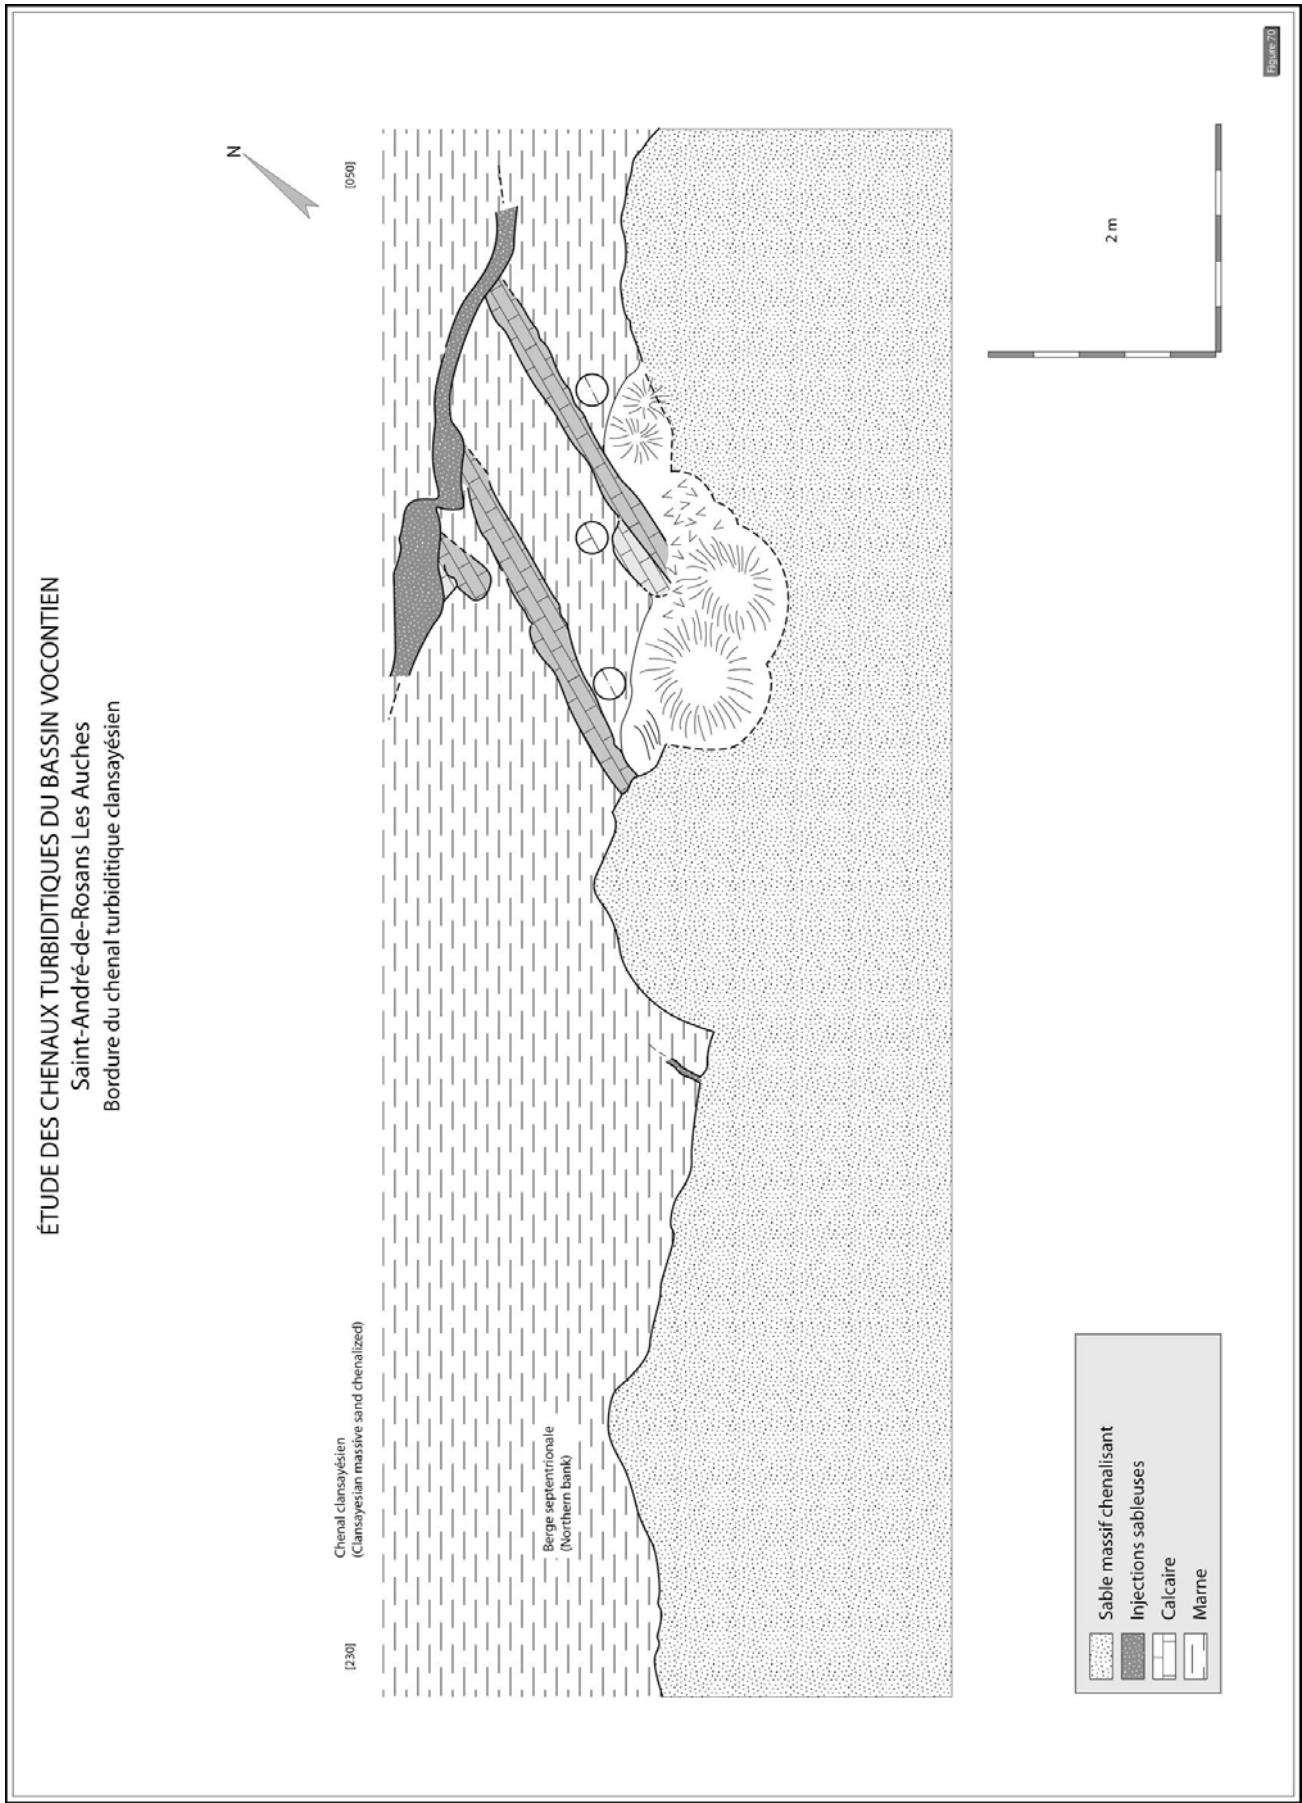 ÉTUDE DES CHENAUX TURBIDITIQUES DU BASSIN VOCONTIEN
Saint-André-de-Rosans Les Auches
Bordure du chenal turbiditique clansayésien
N
[230]
Chenal clansayésien
(Clansayesian massive sand chenalized)
[050]
Berge septentrionale
(Northern bank)
Sable massif chenalisant
Injections sableuses
Calcaire
Marne
2 m
Figure 70